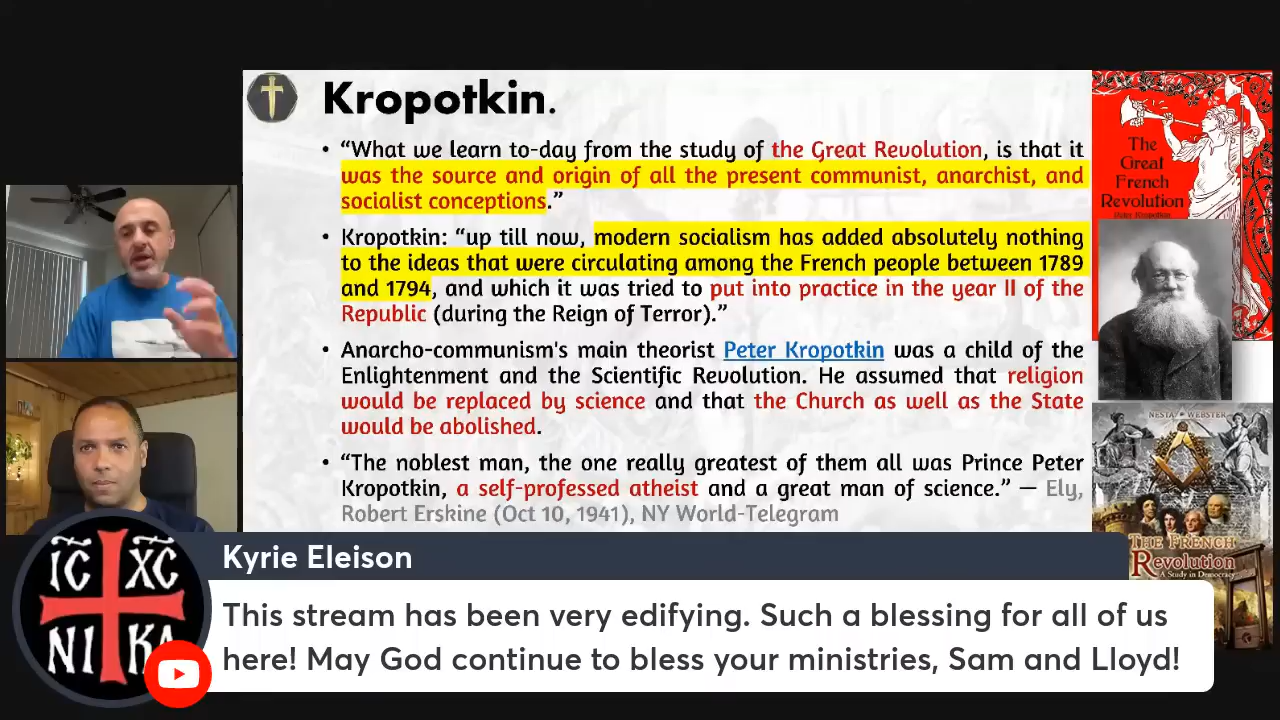 Kropotkin.
• “What we learn to-day from the study of the Great Revolution, is that it
was the source and origin of all the present communist, anarchist, and
socialist conceptions.”
• Kropotkin: “up till now, modern socialism has added absolutely nothing
to the ideas that were circulating among the French people between 1789
and 1794, and which it was tried to put into practice in the year II of the
Republic (during the Reign of Terror).”
• Anarcho-communism's main theorist Peter Kropotkin was a child of the
Enlightenment and the Scientific Revolution. He assumed that religion
would be replaced by science and that the Church as well as the State
would be abolished.
• “The noblest man, the one really greatest of them all was Prince Peter
Kropotkin, a self-professed atheist and a great man of science.” — Ely,
Robert Erskine (Oct 10, 1941), NY World-Telegram
The
Great
French
Revolution
Peter Kropotkin
NESTA WEBSTER
THE FRENCH
Revolution
A Study in Democracy
IC XC
NI KA
Kyrie Eleison
This stream has been very edifying. Such a blessing for all of us
here! May God continue to bless your ministries, Sam and Lloyd!